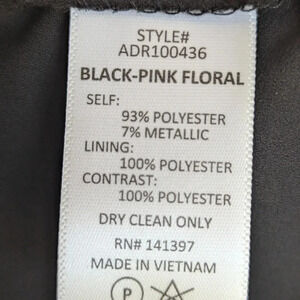 STYLE#
ADR100436
BLACK-PINK FLORAL
SELF:
93% POLYESTER
7% METALLIC
LINING:
100% POLYESTER
CONTRAST:
100% POLYESTER
DRY CLEAN ONLY
RN# 141397
MADE IN VIETNAM
P